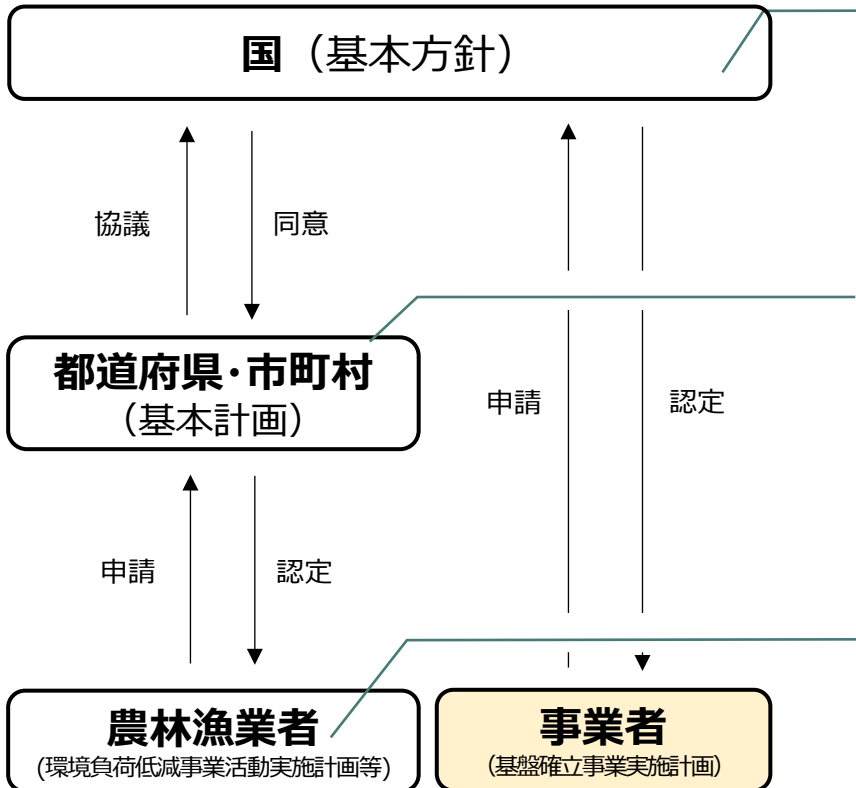 国（基本方針）
協議
同意
都道府県・市町村
（基本計画）
申請
認定
申請
認定
農林漁業者
(環境負荷低減事業活動実施計画等)
事業者
（基盤確立事業実施計画）